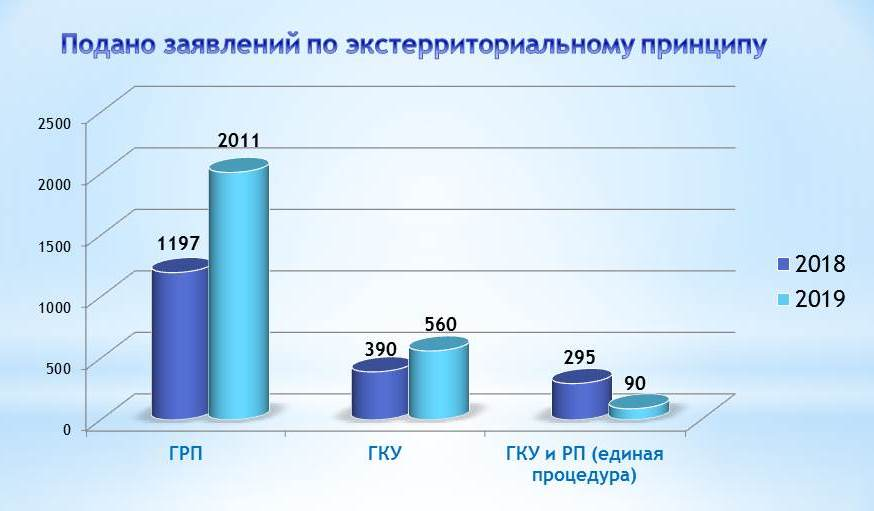 Подано заявлений по экстерриториальному принципу
2500
2000
1500
1000
500
0
1197
2011
390
560
295
90
ГРП
ГКУ
ГКУ и РП (единая
процедура)
2018
2019